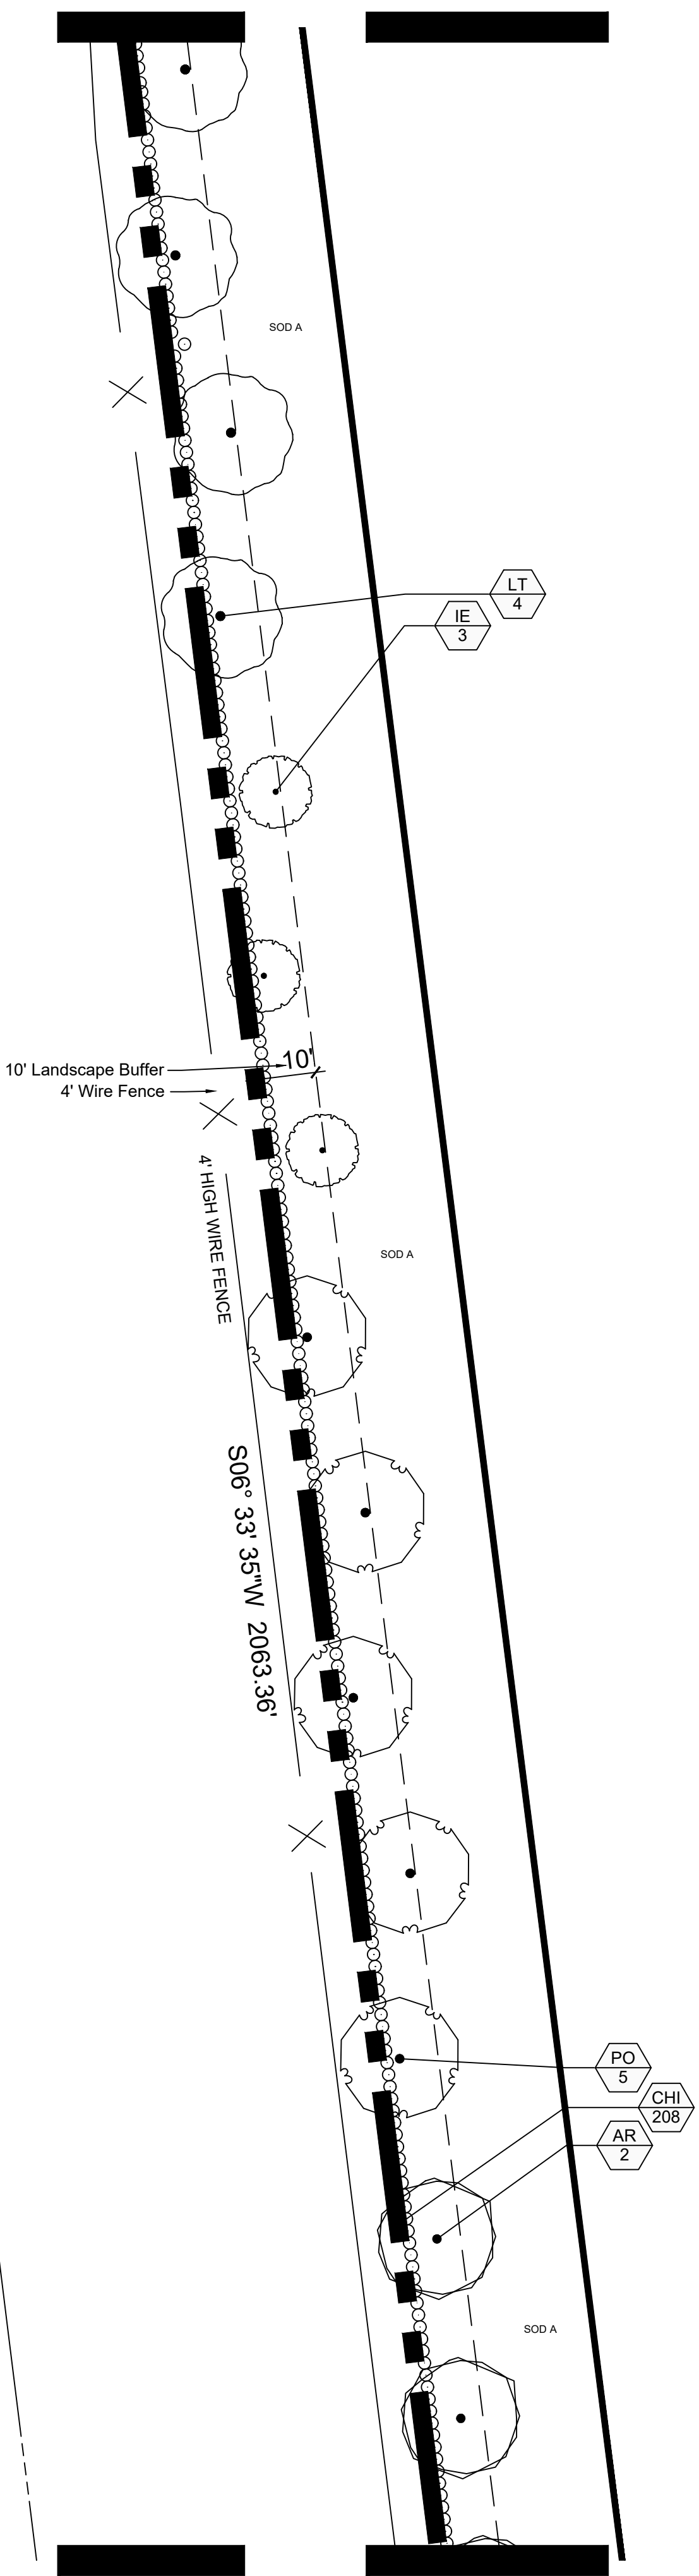 SOD A
LT
4
IE
3
10' Landscape Buffer
10'
4' Wire Fence
4' HIGH WIRE FENCE
SOD A
S06° 33' 35"W 2063.36'
PO
5
CHI
208
AR
2
SOD A